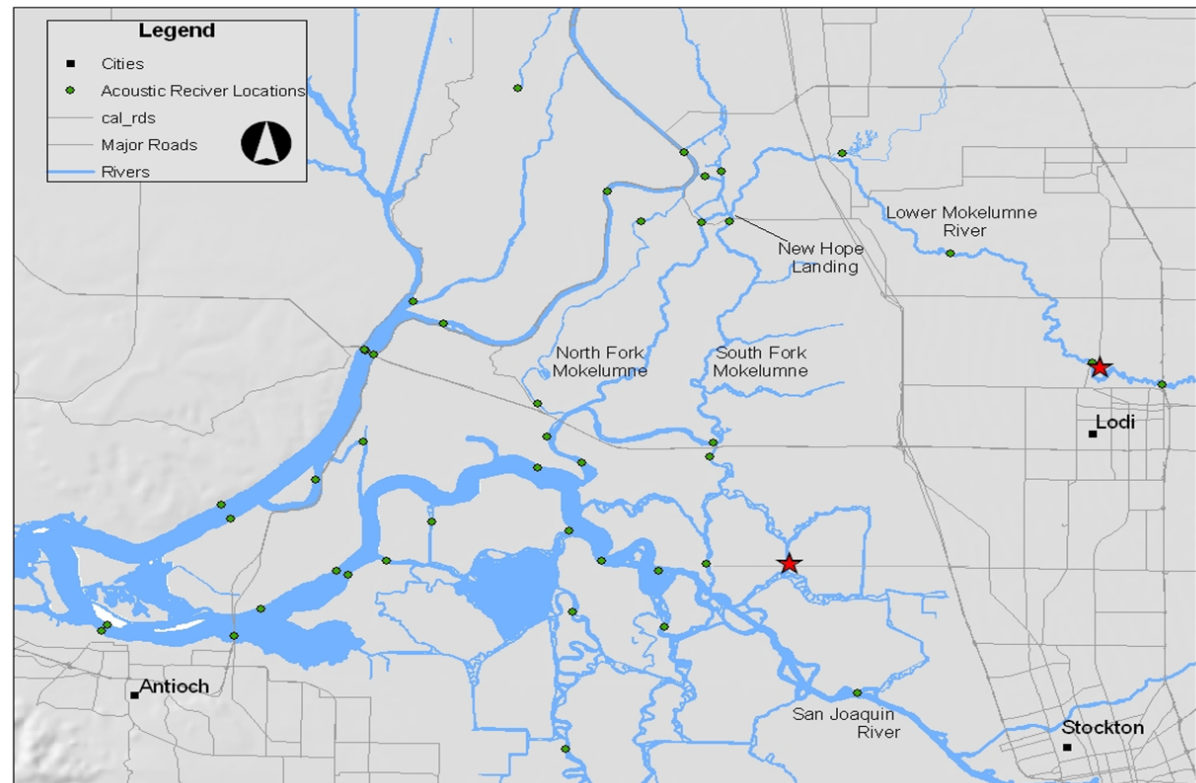 Legend
Cities
Acoustic Reciver Locations
cal_rds
Major Roads
Rivers
Lower Mokelumne
River
New Hope
Landing
North Fork
Mokelumne
South Fork
Mokelumne
Lodi
Antioch
San Joaquin
River
Stockton